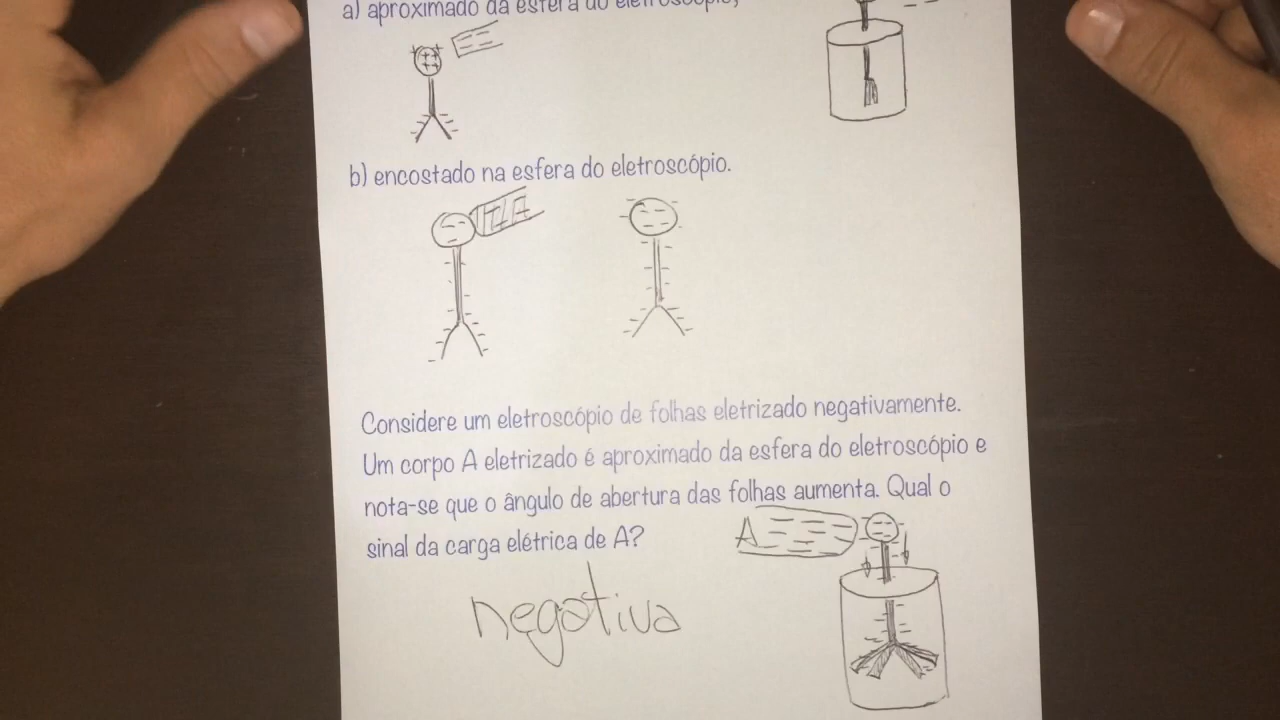 a) aproximado da esfera do eletroscópio;
b) encostado na esfera do eletroscópio.
Considere um eletroscópio de folhas eletrizado negativamente.
Um corpo A eletrizado é aproximado da esfera do eletroscópio e
nota-se que o ângulo de abertura das folhas aumenta. Qual o
sinal da carga elétrica de A?
A
negativa